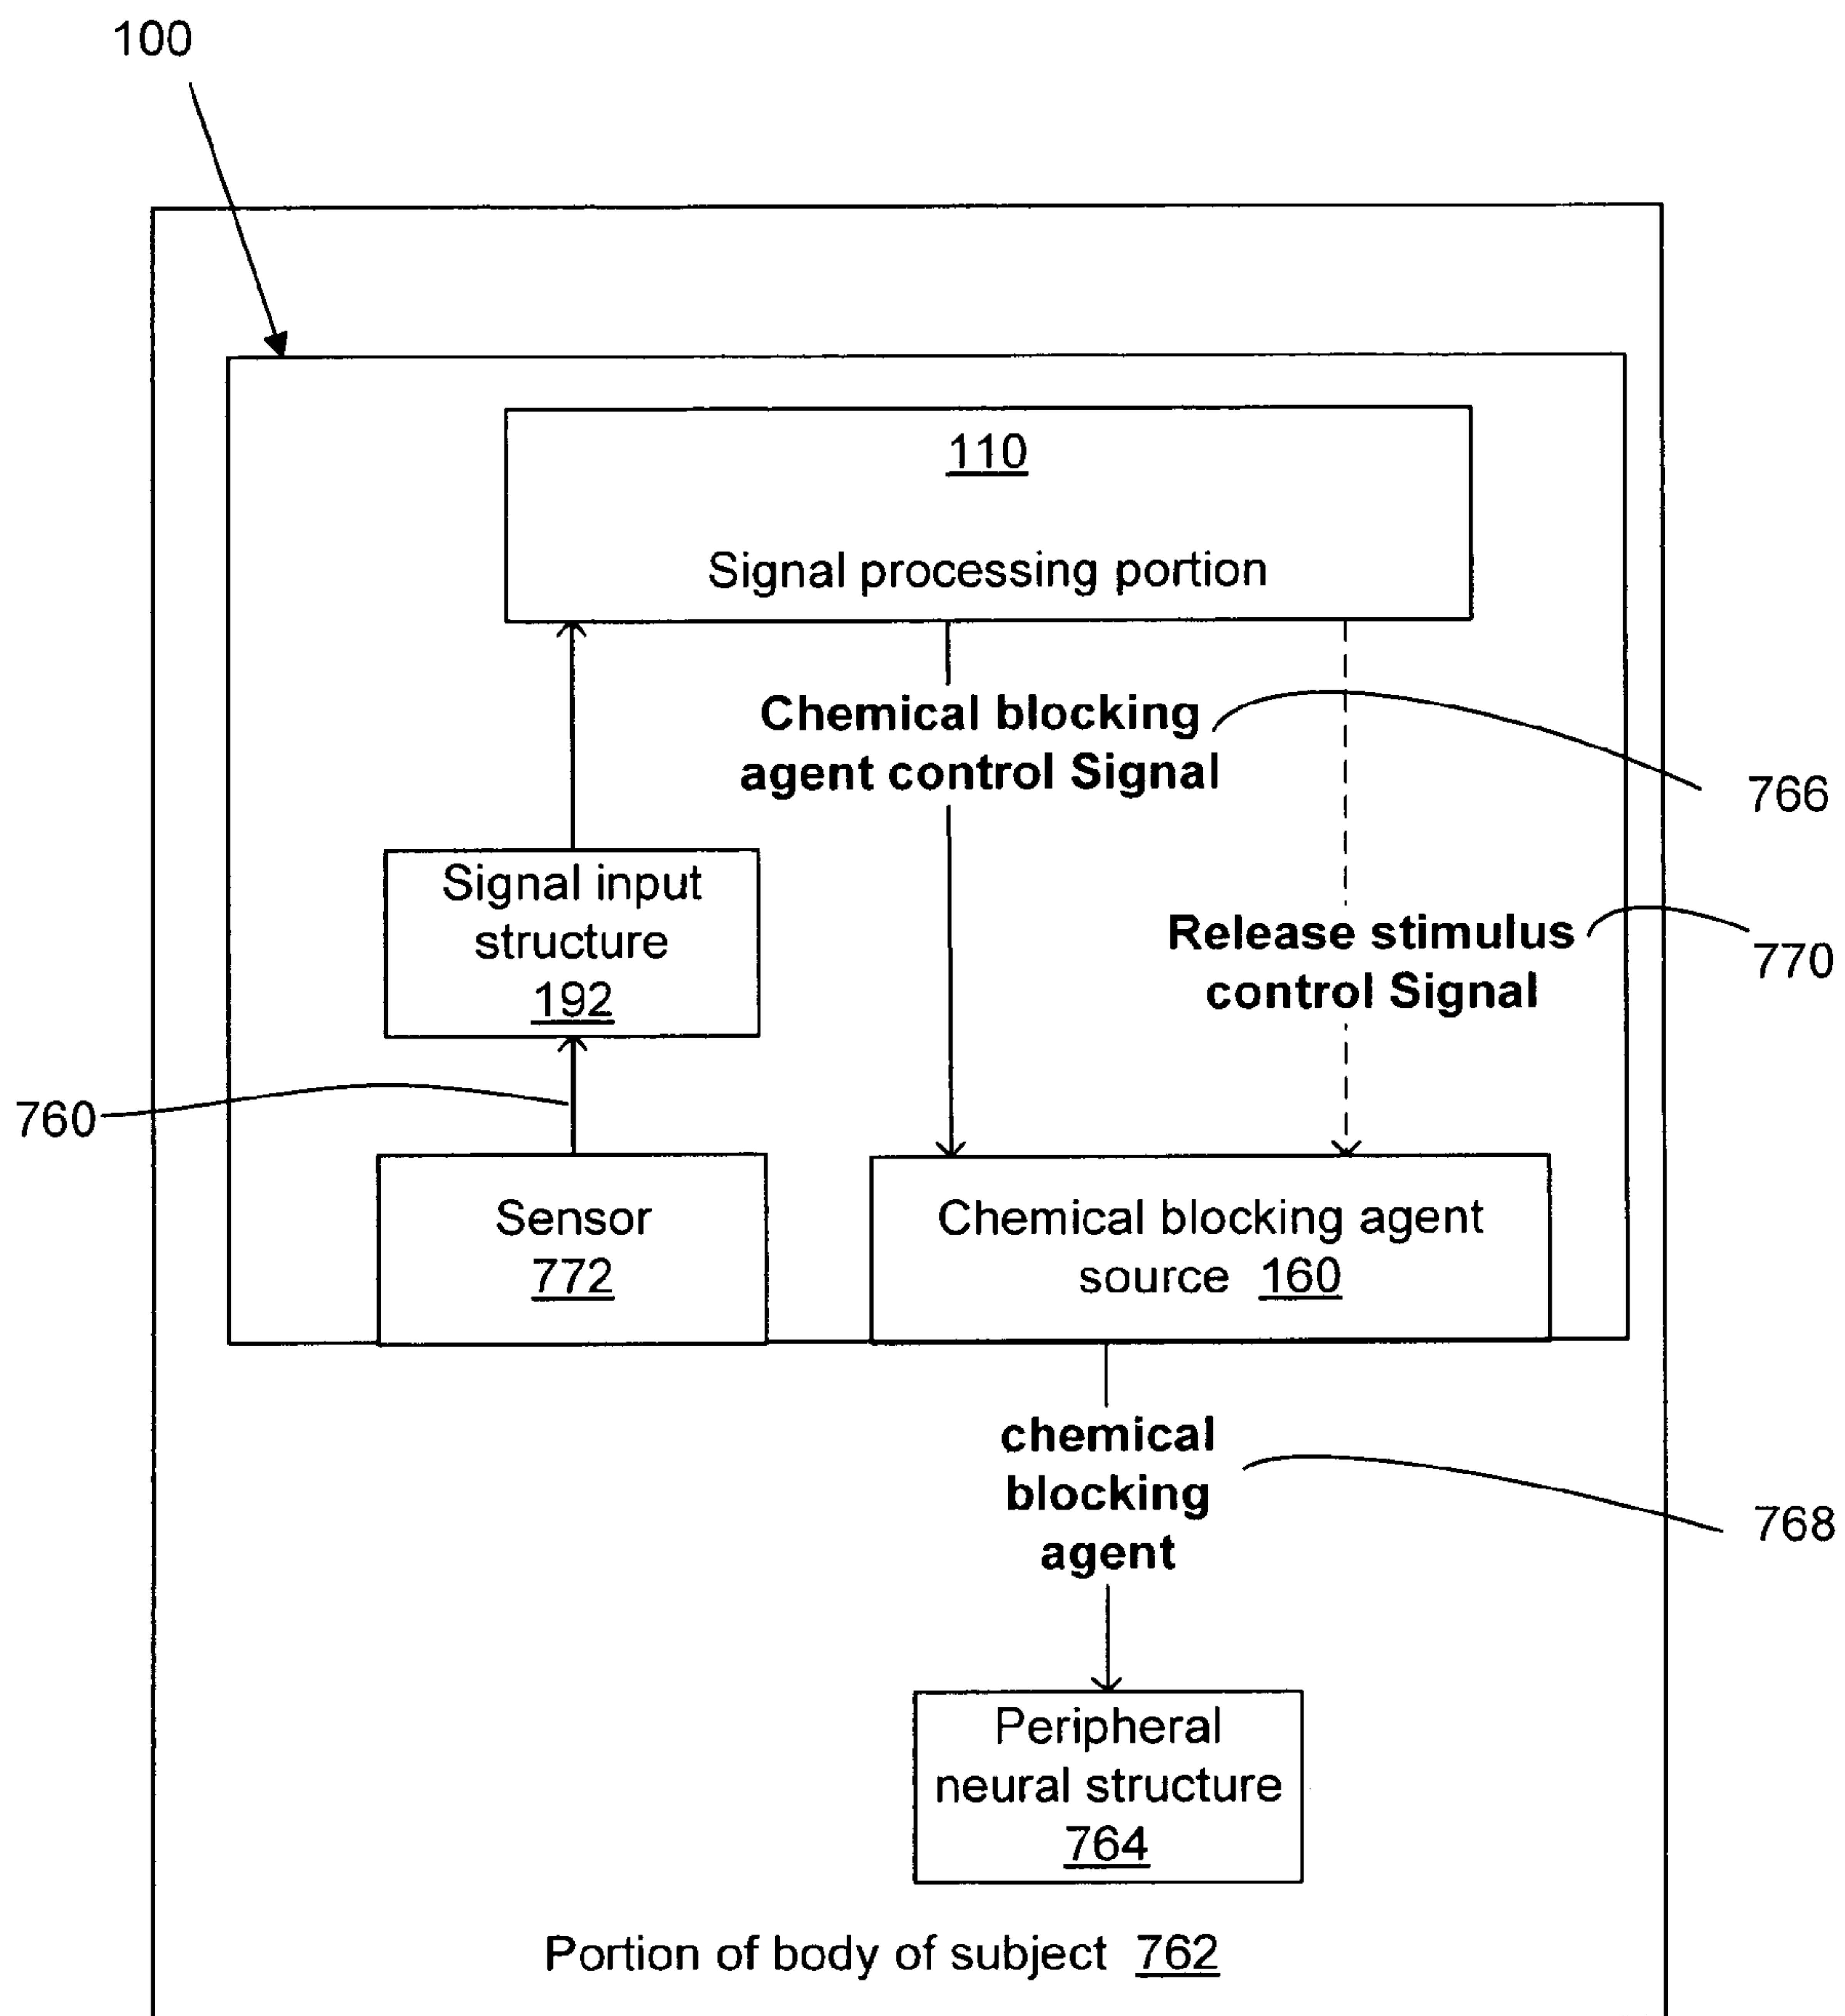 100
110
Signal processing portion
Chemical blocking
agent control Signal
766
Signal input
structure
192
Release stimulus
control Signal
770
760
Sensor
772
Chemical blocking agent
source 160
chemical
blocking
agent
768
Peripheral
neural structure
764
Portion of body of subject 762